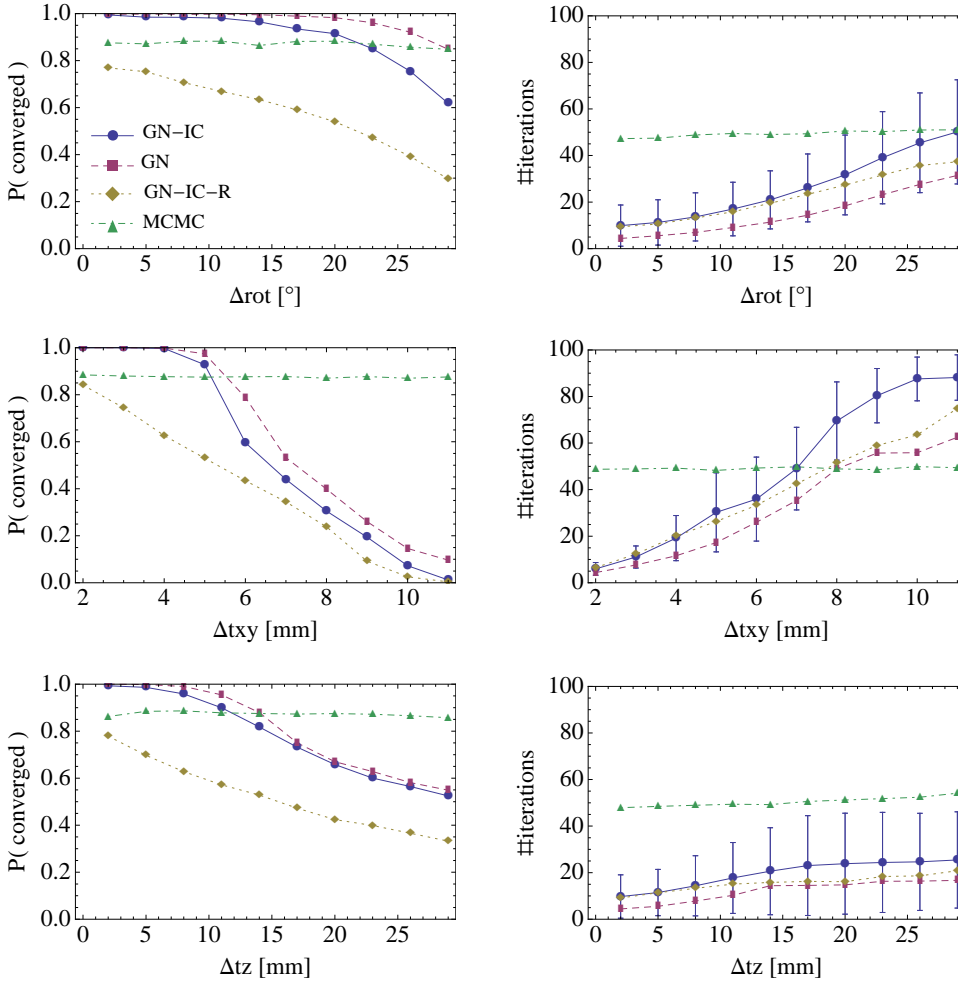 1.0
0.8
0.6
0.4
0.2
0.0
P( converged )
GN-IC
GN
GN-IC-R
MCMC
0 5 10 15 20 25
Δrot [°]
100
80
60
40
20
0
#iterations
0 5 10 15 20 25
Δrot [°]
1.0
0.8
0.6
0.4
0.2
0.0
P( converged )
2 4 6 8 10
Δtxy [mm]
100
80
60
40
20
0
#iterations
2 4 6 8 10
Δtxy [mm]
1.0
0.8
0.6
0.4
0.2
0.0
P( converged )
0 5 10 15 20 25
Δtz [mm]
100
80
60
40
20
0
#iterations
0 5 10 15 20 25
Δtz [mm]